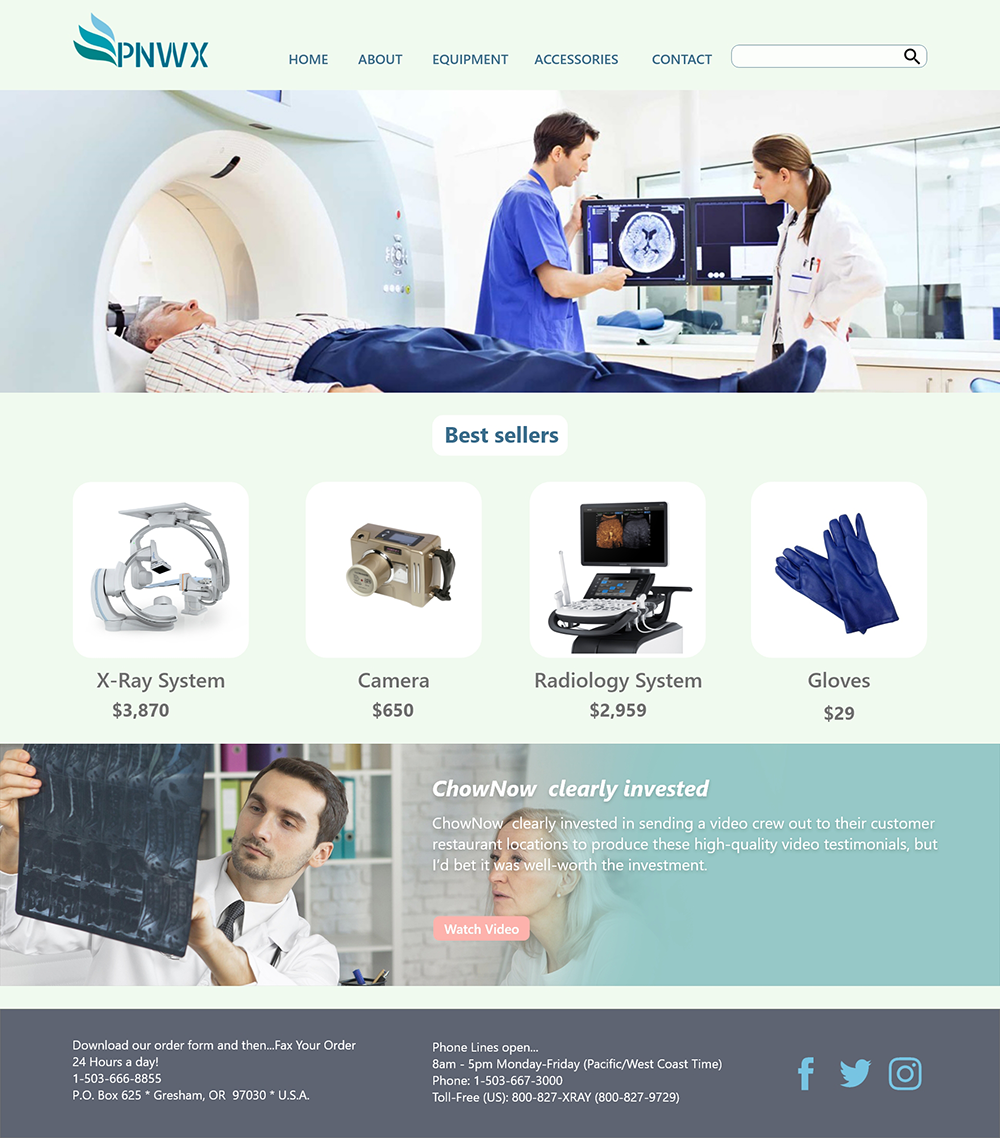 PNWX
HOME ABOUT EQUIPMENT ACCESSORIES CONTACT
Best sellers
X-Ray System
$3,870
Camera
$650
Radiology System
$2,959
Gloves
$29
ChowNow  clearly invested
ChowNow  clearly invested in sending a video crew out to their customer
restaurant locations to produce these high-quality video testimonials, but
I'd bet it was well-worth the investment.
Watch Video
Download our order form and then...Fax Your Order
24 Hours a day!
1-503-666-8855
P.O. Box 625 * Gresham, OR  97030 * U.S.A.
Phone Lines open...
8am - 5pm Monday-Friday (Pacific/West Coast Time)
Phone: 1-503-667-3000
Toll-Free (US): 800-827-XRAY (800-827-9729)